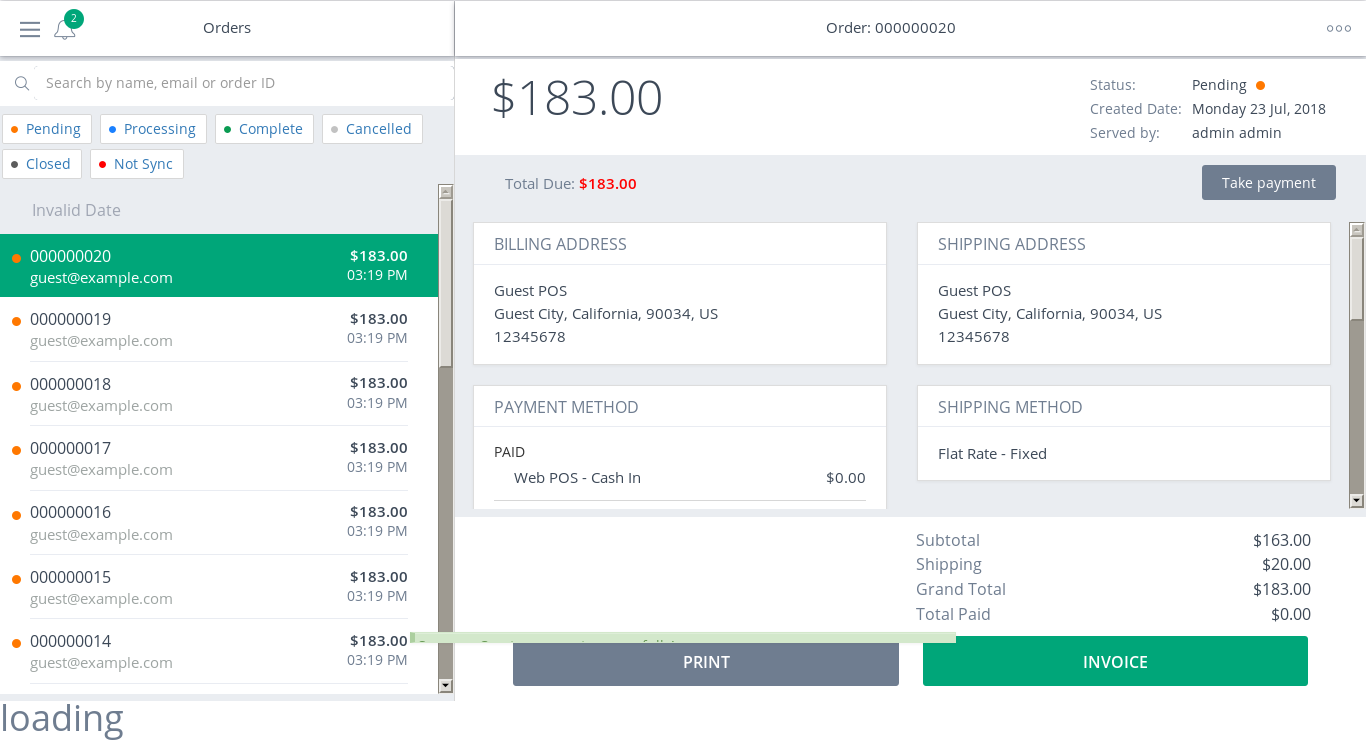 2
Orders
Search by name, email or order ID
Pending
Processing
Complete
Cancelled
Closed
Not Sync
Invalid Date
000000020 $183.00
guest@example.com 03:19 PM
000000019 $183.00
guest@example.com 03:19 PM
000000018 $183.00
guest@example.com 03:19 PM
000000017 $183.00
guest@example.com 03:19 PM
000000016 $183.00
guest@example.com 03:19 PM
000000015 $183.00
guest@example.com 03:19 PM
000000014 $183.00
guest@example.com 03:19 PM
Order: 000000020
$183.00
Status: Pending
Created Date: Monday 23 Jul, 2018
Served by: admin admin
Total Due: $183.00
Take payment
BILLING ADDRESS
Guest POS
Guest City, California, 90034, US
12345678
SHIPPING ADDRESS
Guest POS
Guest City, California, 90034, US
12345678
PAYMENT METHOD
PAID
Web POS - Cash In $0.00
SHIPPING METHOD
Flat Rate - Fixed
Subtotal $163.00
Shipping $20.00
Grand Total $183.00
Total Paid $0.00
PRINT
INVOICE
loading